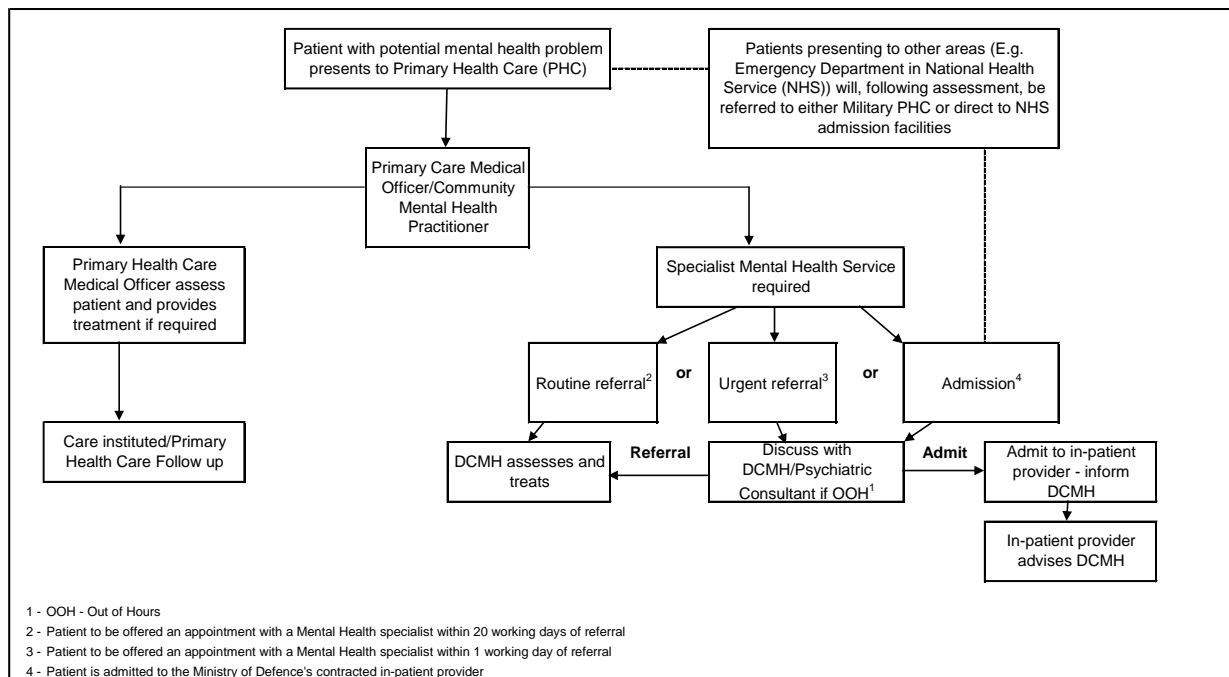 Patient with potential mental health problem
presents to Primary Health Care (PHC)
Patients presenting to other areas (E.g.
Emergency Department in National Health
Service (NHS)) will, following assessment, be
referred to either Military PHC or direct to NHS
admission facilities
Primary Care Medical
Officer/Community
Mental Health
Practitioner
Primary Health Care
Medical Officer assess
patient and provides
treatment if required
Specialist Mental Health Service
required
Routine referral²
or
Urgent referral³
or
Admission⁴
Care instituted/Primary
Health Care Follow up
DCMH assesses and
treats
Referral
Discuss with
DCMH/Psychiatric
Consultant if OOH¹
Admit
Admit to in-patient
provider - inform
DCMH
In-patient provider
advises DCMH
1 - OOH - Out of Hours
2 - Patient to be offered an appointment with a Mental Health specialist within 20 working days of referral
3 - Patient to be offered an appointment with a Mental Health specialist within 1 working day of referral
4 - Patient is admitted to the Ministry of Defence's contracted in-patient provider